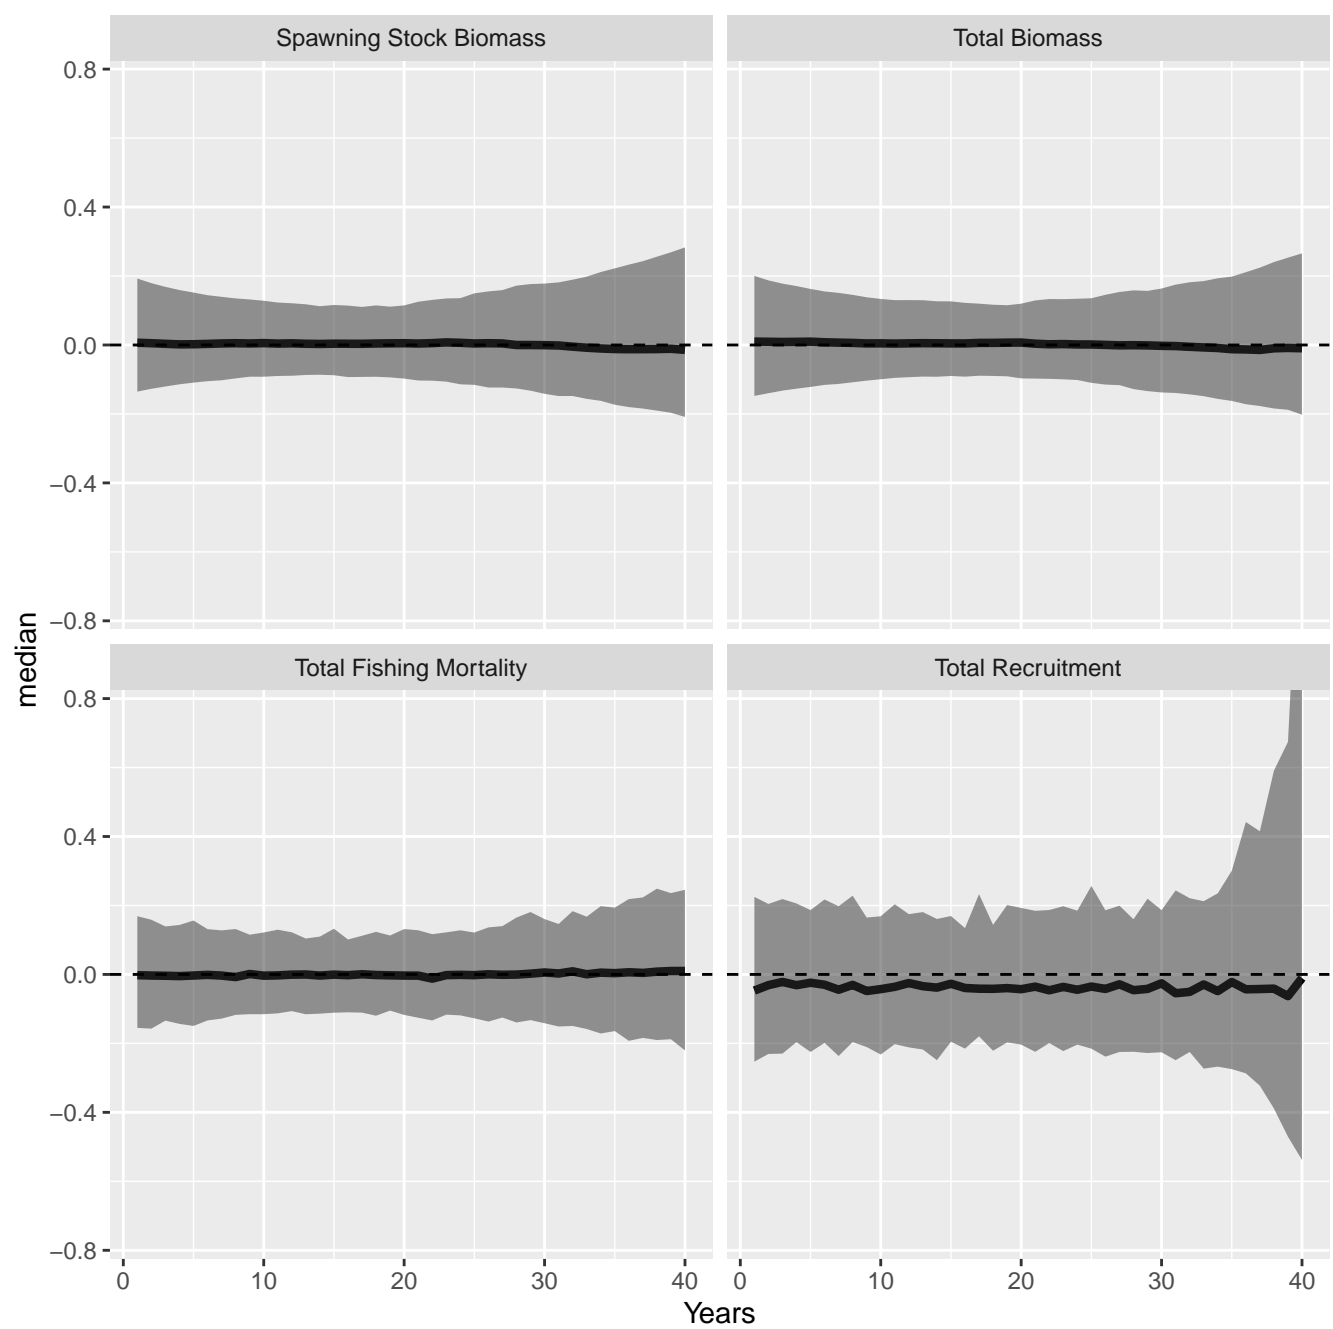 Spawning Stock Biomass
Total Biomass
0.8
0.4
0.0
−0.4
−0.8
median
Total Fishing Mortality
Total Recruitment
0.8
0.4
0.0
−0.4
−0.8
0 10 20 30 40
0 10 20 30 40
Years